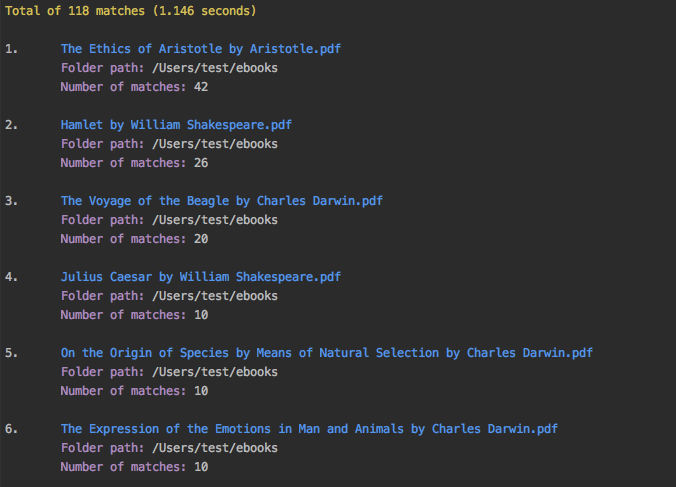 Total of 118 matches (1.146 seconds)
1. The Ethics of Aristotle by Aristotle.pdf
Folder path: /Users/test/ebooks
Number of matches: 42
2. Hamlet by William Shakespeare.pdf
Folder path: /Users/test/ebooks
Number of matches: 26
3. The Voyage of the Beagle by Charles Darwin.pdf
Folder path: /Users/test/ebooks
Number of matches: 20
4. Julius Caesar by William Shakespeare.pdf
Folder path: /Users/test/ebooks
Number of matches: 10
5. On the Origin of Species by Means of Natural Selection by Charles Darwin.pdf
Folder path: /Users/test/ebooks
Number of matches: 10
6. The Expression of the Emotions in Man and Animals by Charles Darwin.pdf
Folder path: /Users/test/ebooks
Number of matches: 10